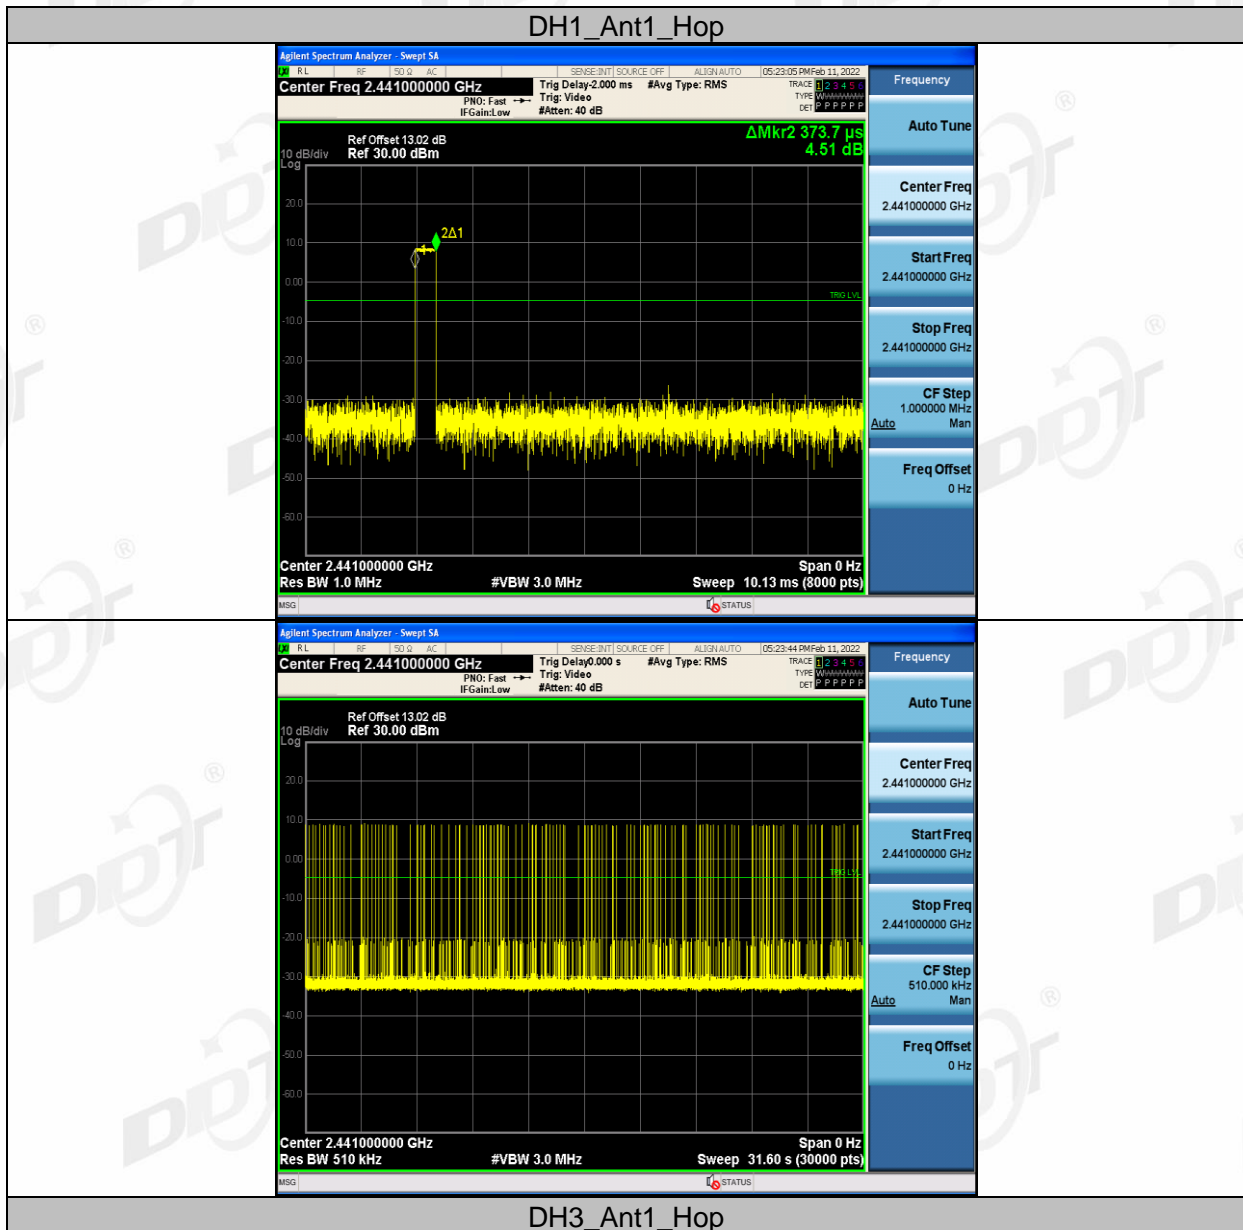 DH1_Ant1_Hop
Agilent Spectrum Analyzer - Swept SA
RL RF 50 Ω AC SENSE:INT SOURCE OFF ALIGN AUTO 05:23:05 PM Feb 11, 2022
Center Freq 2.441000000 GHz
PNO: Fast
IFGain:Low
Trig Delay-2.000 ms #Avg Type: RMS
Trig: Video
#Atten: 40 dB
TRACE 1 2 3 4 5 6
TYPE W
DET P P P P P P
Frequency
Auto Tune
Center Freq
2.441000000 GHz
Start Freq
2.441000000 GHz
Stop Freq
2.441000000 GHz
CF Step
1.000000 MHz
Auto Man
Freq Offset
0 Hz
ΔMkr2 373.7 µs
4.51 dB
Ref Offset 13.02 dB
10 dB/div Ref 30.00 dBm
Log
20.0
10.0
0.00
-10.0
-20.0
-30.0
-40.0
-50.0
-60.0
2Δ1
TRIG LVL
Center 2.441000000 GHz Span 0 Hz
Res BW 1.0 MHz #VBW 3.0 MHz Sweep 10.13 ms (8000 pts)
MSG STATUS
Agilent Spectrum Analyzer - Swept SA
RL RF 50 Ω AC SENSE:INT SOURCE OFF ALIGN AUTO 05:23:44 PM Feb 11, 2022
Center Freq 2.441000000 GHz
PNO: Fast
IFGain:Low
Trig Delay0.000 s #Avg Type: RMS
Trig: Video
#Atten: 40 dB
TRACE 1 2 3 4 5 6
TYPE W
DET P P P P P P
Frequency
Auto Tune
Center Freq
2.441000000 GHz
Start Freq
2.441000000 GHz
Stop Freq
2.441000000 GHz
CF Step
510.000 kHz
Auto Man
Freq Offset
0 Hz
Ref Offset 13.02 dB
10 dB/div Ref 30.00 dBm
Log
20.0
10.0
0.00
-10.0
-20.0
-30.0
-40.0
-50.0
-60.0
TRIG LVL
Center 2.441000000 GHz Span 0 Hz
Res BW 510 kHz #VBW 3.0 MHz Sweep 31.60 s (30000 pts)
MSG STATUS
DH3_Ant1_Hop